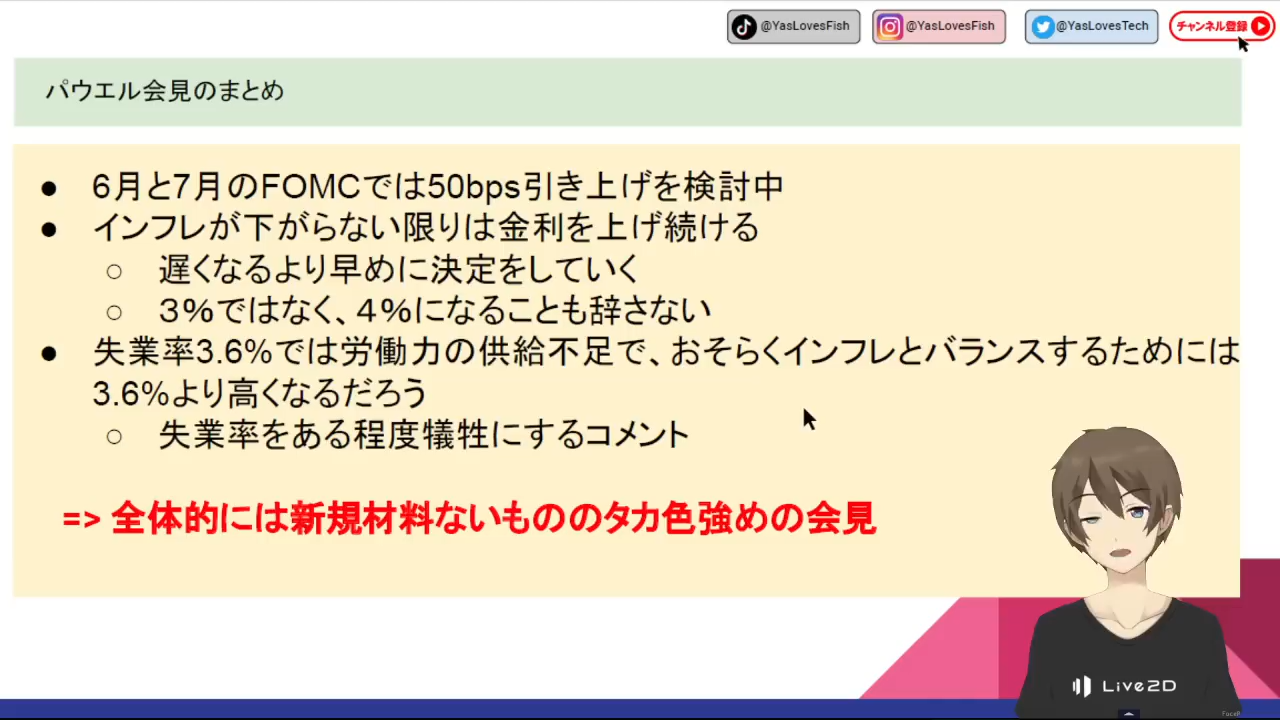 @YasLovesFish
@YasLovesFish
@YasLovesTech
チャンネル登録
パウエル会見のまとめ
● 6月と7月のFOMCでは50bps引き上げを検討中
● インフレが下がらない限りは金利を上げ続ける
○ 遅くなるより早めに決定をしていく
○ ３％ではなく、４％になることも辞さない
● 失業率3.6%では労働力の供給不足で、おそらくインフレとバランスするためには
3.6%より高くなるだろう
○ 失業率をある程度犠牲にするコメント
=> 全体的には新規材料ないもののタカ色強めの会見
Live2D